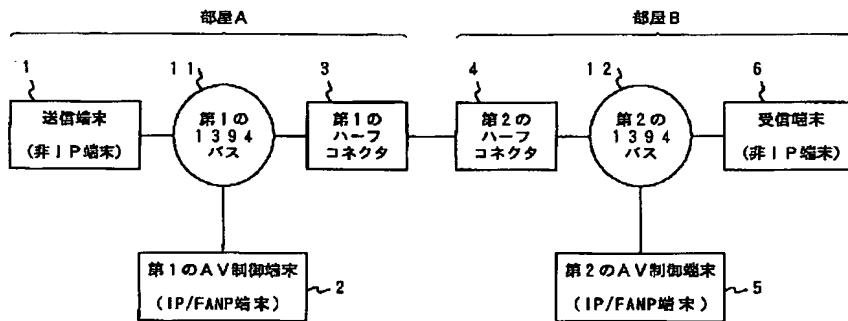 部屋A
部屋B
1
11
3
4
12
6
送信端末
(非IP端末)
第1の
1394
バス
第1の
ハーフ
コネクタ
第2の
ハーフ
コネクタ
第2の
1394
バス
受信端末
(非IP端末)
第1のAV制御端末
(IP/FANP端末)
2
第2のAV制御端末
(IP/FANP端末)
5